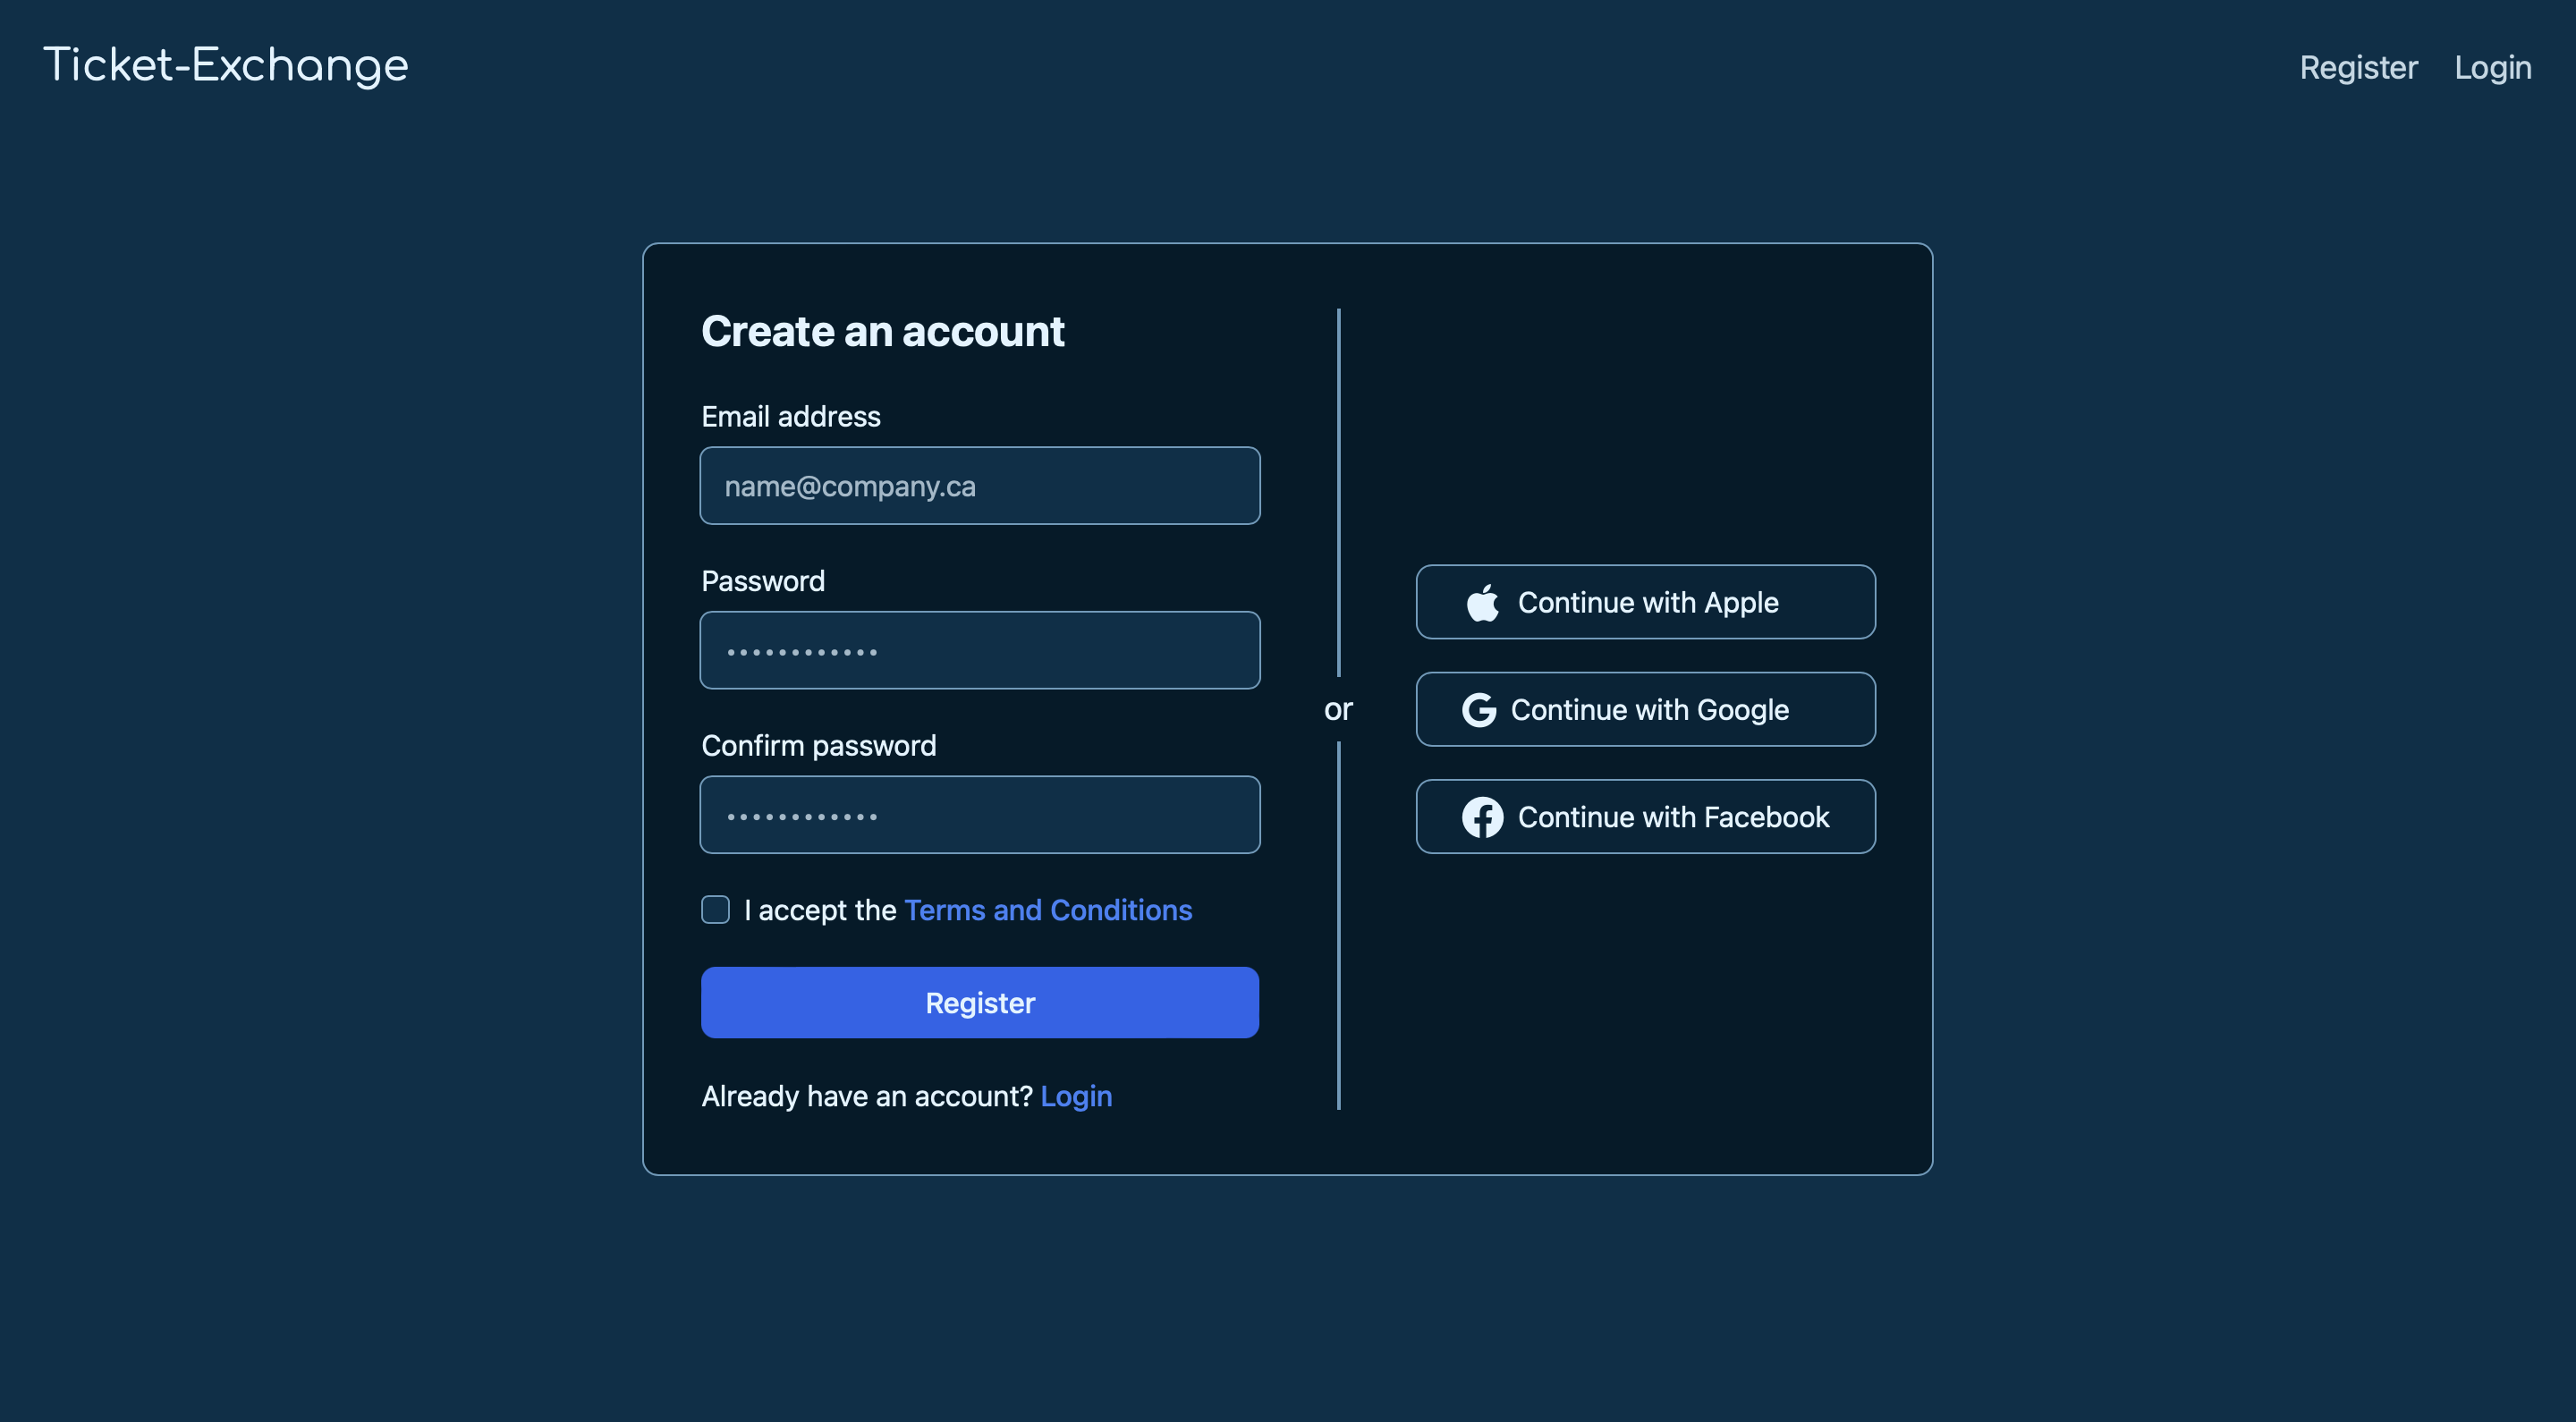 Ticket-Exchange
Register
Login
Create an account
Email address
name@company.ca
Password
••••••••••••
Confirm password
••••••••••••
I accept the Terms and Conditions
Register
Already have an account? Login
or
Continue with Apple
Continue with Google
Continue with Facebook